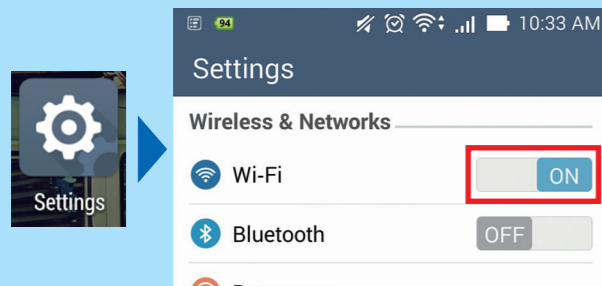 Settings
94
10:33 AM
Settings
Wireless & Networks
Wi-Fi
ON
Bluetooth
OFF